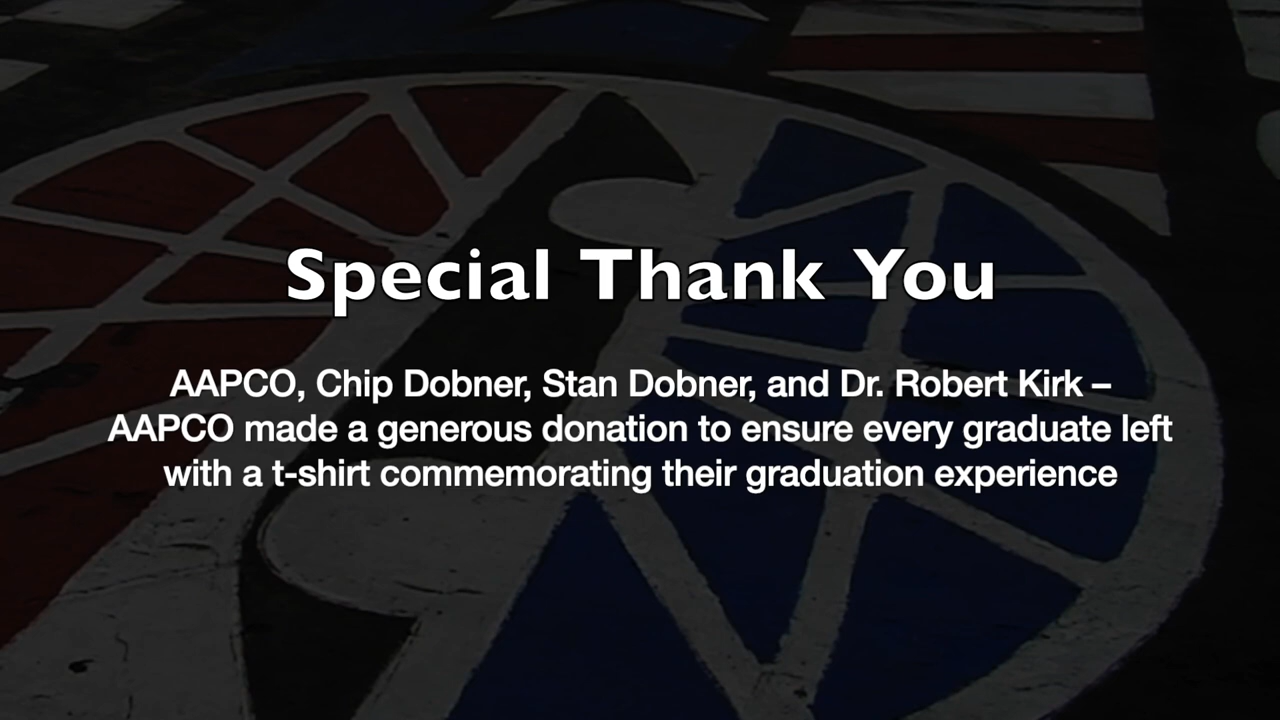 Special Thank You
AAPCO, Chip Dobner, Stan Dobner, and Dr. Robert Kirk –
AAPCO made a generous donation to ensure every graduate left
with a t-shirt commemorating their graduation experience